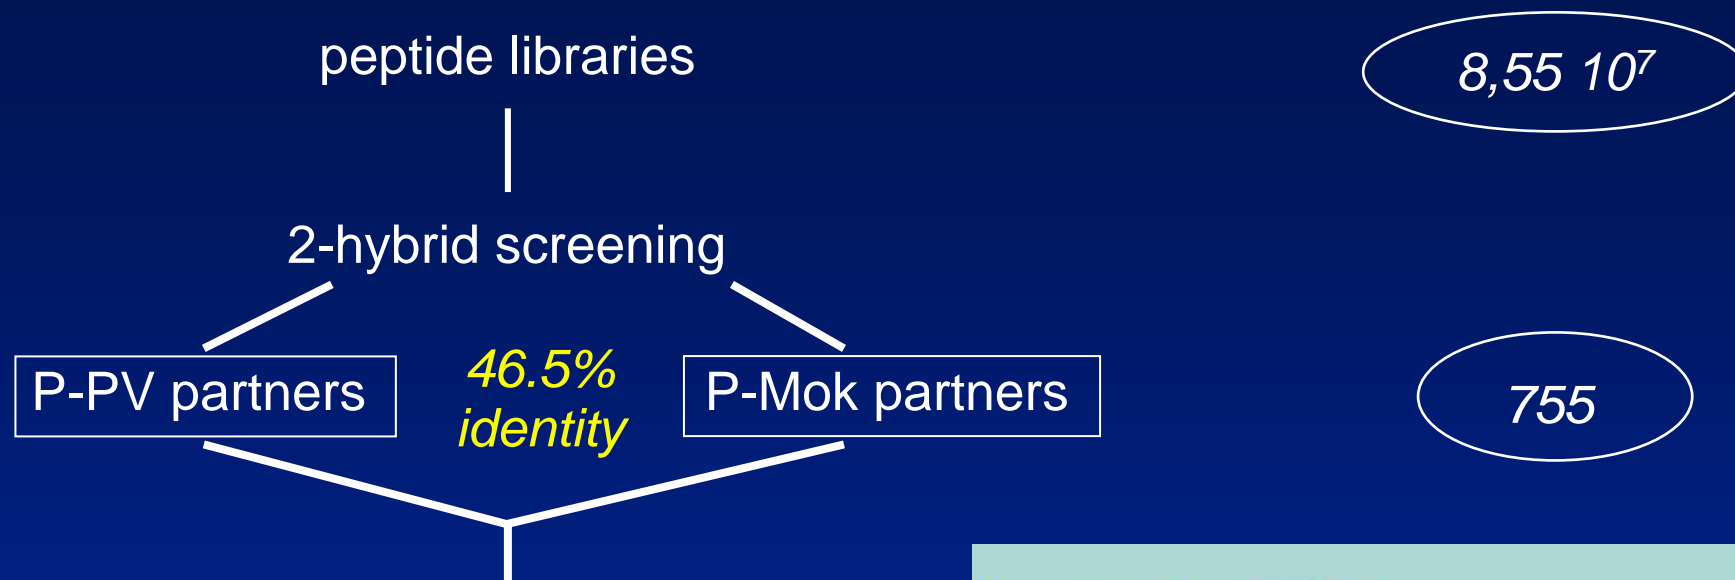 peptide libraries
8,55 10⁷
2-hybrid screening
P-PV partners
46.5%
identity
P-Mok partners
755